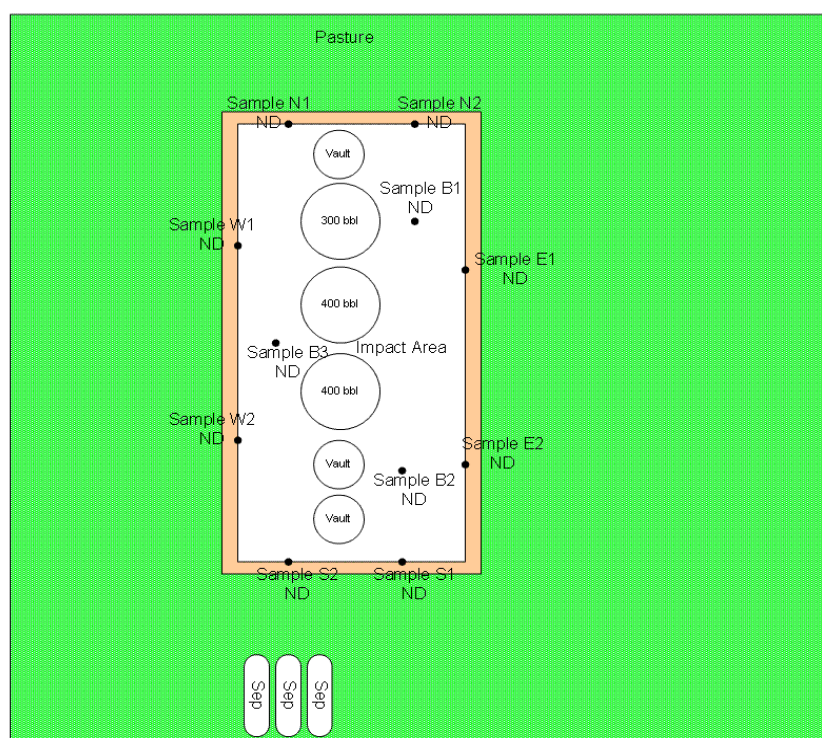 Pasture
Sample N1
ND
Sample N2
ND
Vault
Sample B1
ND
300 bbl
Sample W1
ND
Sample E1
ND
400 bbl
Sample B3
ND
Impact Area
400 bbl
Sample W2
ND
Sample E2
ND
Vault
Sample B2
ND
Vault
Sample S2
ND
Sample S1
ND
Sep
Sep
Sep